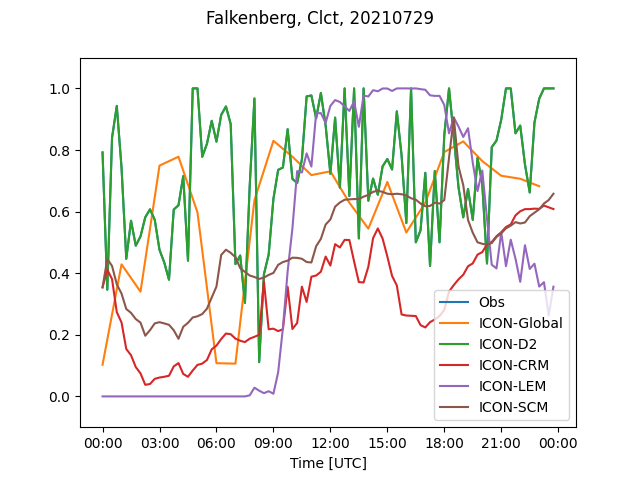 Falkenberg, Clct, 20210729
1.0
0.8
0.6
0.4
0.2
0.0
Obs
ICON-Global
ICON-D2
ICON-CRM
ICON-LEM
ICON-SCM
00:00 03:00 06:00 09:00 12:00 15:00 18:00 21:00 00:00
Time [UTC]